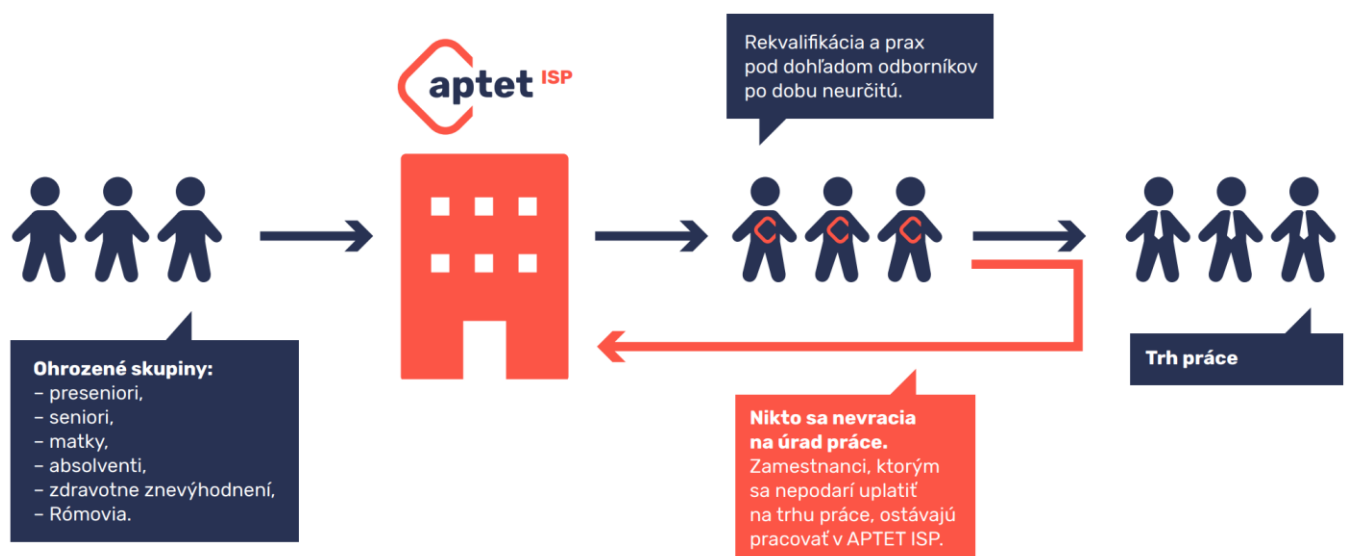 aptet ISP
Rekvalifikácia a prax
pod dohľadom odborníkov
po dobu neurčitú.
Ohrozené skupiny:
– preseniori,
– seniori,
– matky,
– absolventi,
– zdravotne znevýhodnení,
– Rómovia.
Nikto sa nevracia
na úrad práce.
Zamestnanci, ktorým
sa nepodarí uplatiť
na trhu práce, ostávajú
pracovať v APTET ISP.
Trh práce